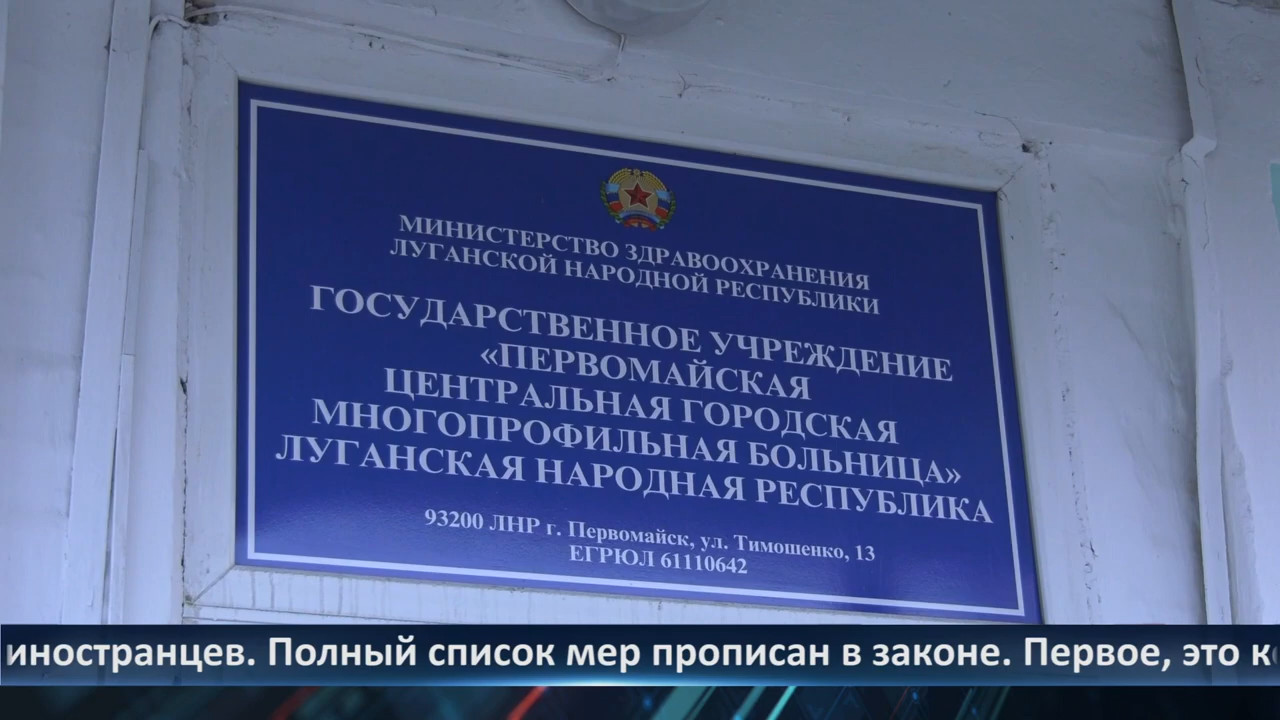 МИНИСТЕРСТВО ЗДРАВООХРАНЕНИЯ
ЛУГАНСКОЙ НАРОДНОЙ РЕСПУБЛИКИ
ГОСУДАРСТВЕННОЕ УЧРЕЖДЕНИЕ
«ПЕРВОМАЙСКАЯ
ЦЕНТРАЛЬНАЯ ГОРОДСКАЯ
МНОГОПРОФИЛЬНАЯ БОЛЬНИЦА»
ЛУГАНСКАЯ НАРОДНАЯ РЕСПУБЛИКА
93200 ЛНР г. Первомайск, ул. Тимошенко, 13
ЕГРЮЛ 61110642
иностранцев. Полный список мер прописан в законе. Первое, это